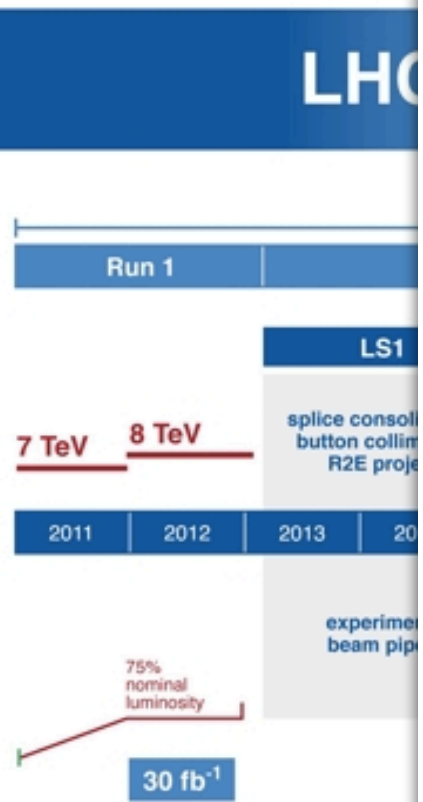 LHC
Run 1
LS1
splice consoli
button collim
R2E proje
7 TeV
8 TeV
2011
2012
2013
20
experimen
beam pipe
75%
nominal
luminosity
30 fb-1